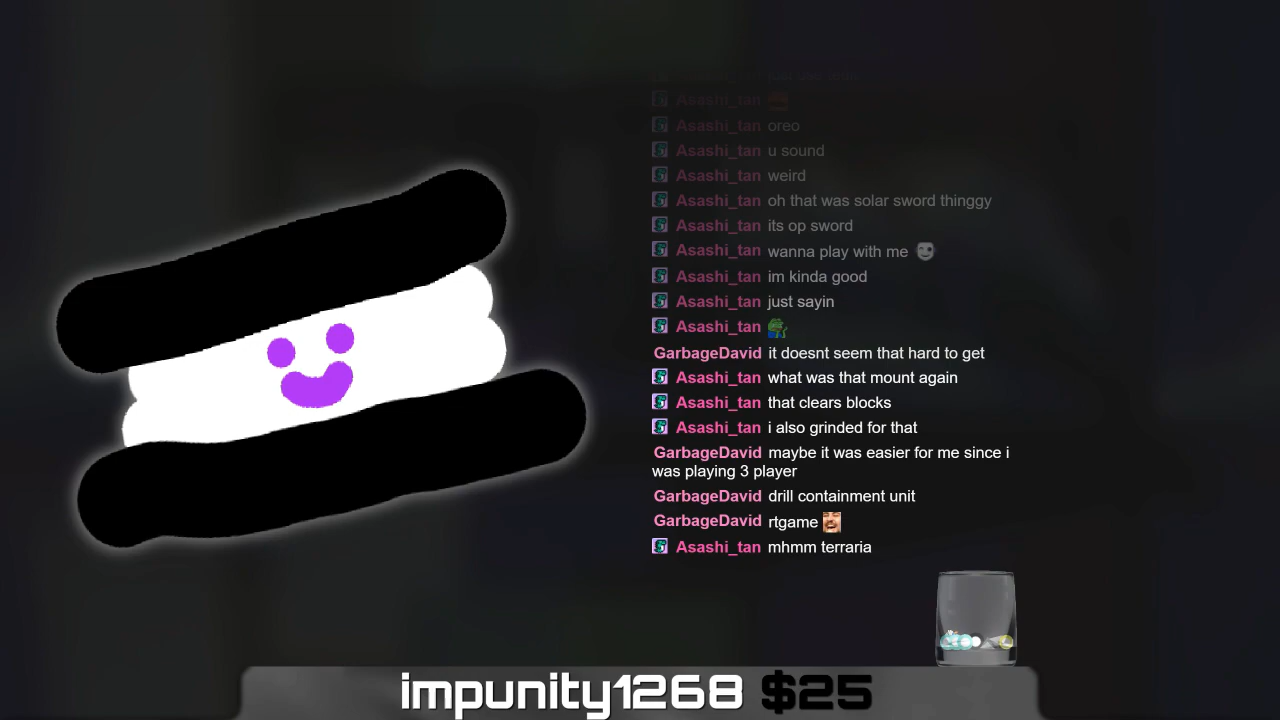 Asashi_tan
Asashi_tan oreo
Asashi_tan u sound
Asashi_tan weird
Asashi_tan oh that was solar sword thinggy
Asashi_tan its op sword
Asashi_tan wanna play with me
Asashi_tan im kinda good
Asashi_tan just sayin
Asashi_tan
GarbageDavid it doesnt seem that hard to get
Asashi_tan what was that mount again
Asashi_tan that clears blocks
Asashi_tan i also grinded for that
GarbageDavid maybe it was easier for me since i
was playing 3 player
GarbageDavid drill containment unit
GarbageDavid rtgame
Asashi_tan mhmm terraria
impunity1268 $25